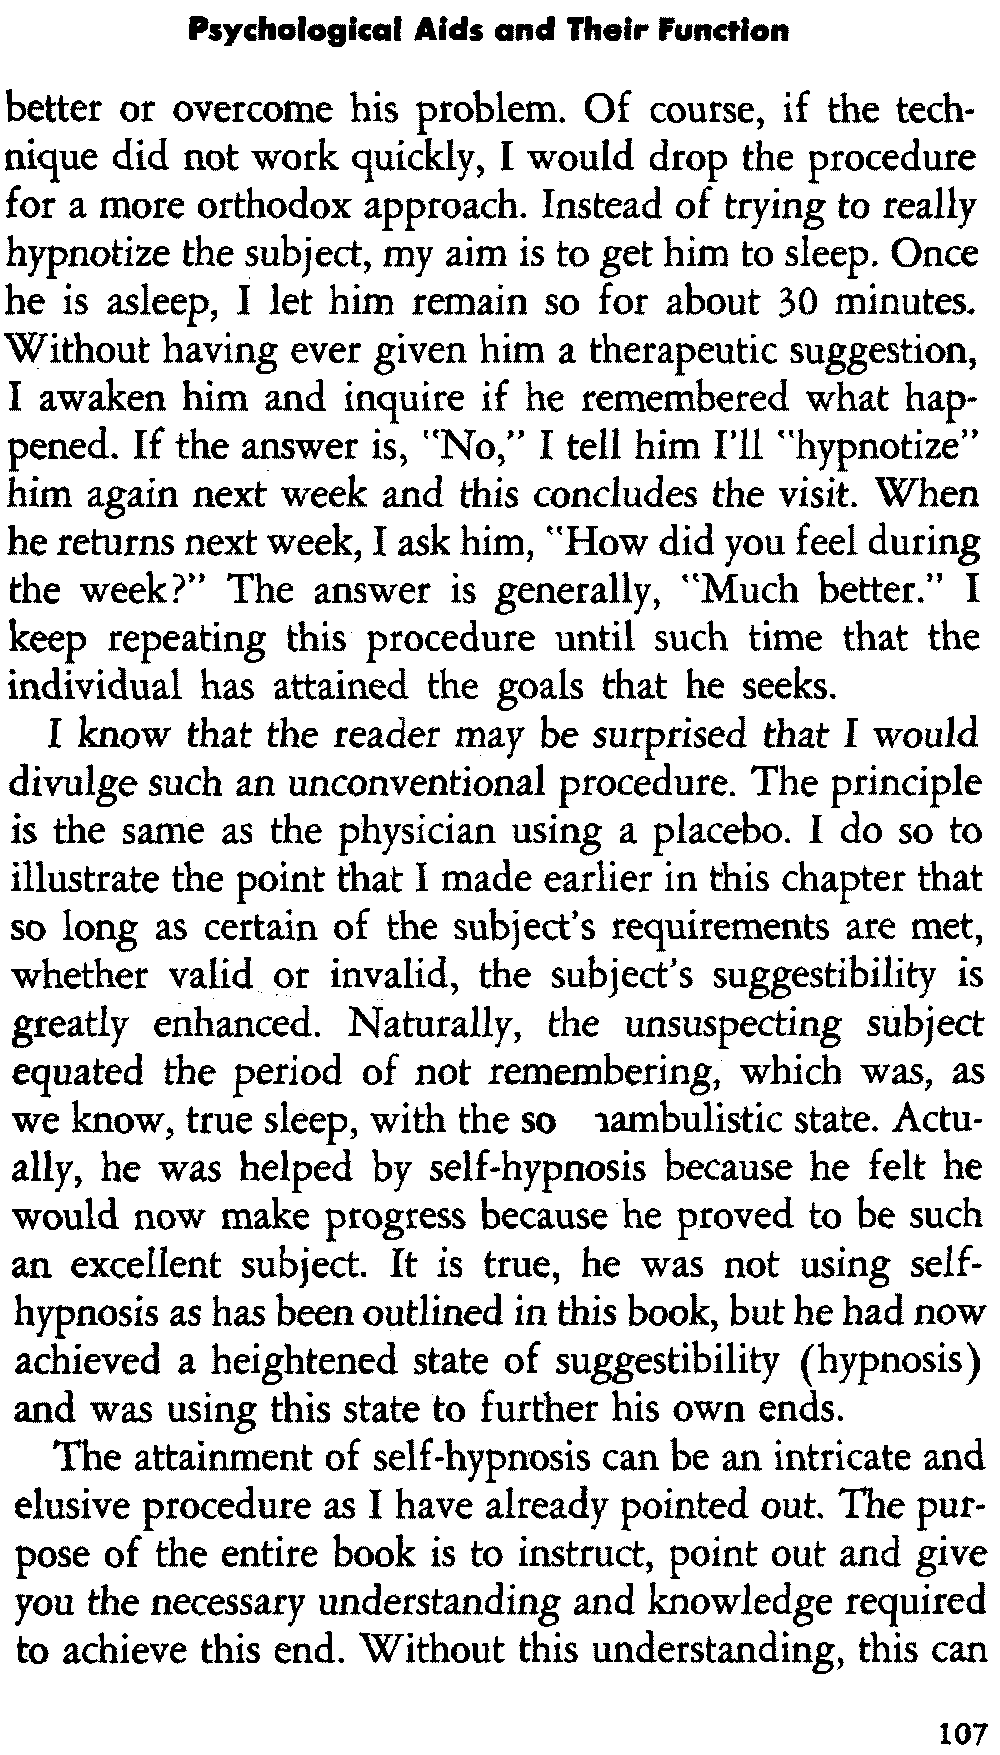 Psychological Aids and Their Function
better or overcome his problem. Of course, if the tech-
nique did not work quickly, I would drop the procedure
for a more orthodox approach. Instead of trying to really
hypnotize the subject, my aim is to get him to sleep. Once
he is asleep, I let him remain so for about 30 minutes.
Without having ever given him a therapeutic suggestion,
I awaken him and inquire if he remembered what hap-
pened. If the answer is, "No," I tell him I'll "hypnotize"
him again next week and this concludes the visit. When
he returns next week, I ask him, "How did you feel during
the week?" The answer is generally, "Much better." I
keep repeating this procedure until such time that the
individual has attained the goals that he seeks.
I know that the reader may be surprised that I would
divulge such an unconventional procedure. The principle
is the same as the physician using a placebo. I do so to
illustrate the point that I made earlier in this chapter that
so long as certain of the subject's requirements are met,
whether valid or invalid, the subject's suggestibility is
greatly enhanced. Naturally, the unsuspecting subject
equated the period of not remembering, which was, as
we know, true sleep, with the so nambulistic state. Actu-
ally, he was helped by self-hypnosis because he felt he
would now make progress because he proved to be such
an excellent subject. It is true, he was not using self-
hypnosis as has been outlined in this book, but he had now
achieved a heightened state of suggestibility (hypnosis)
and was using this state to further his own ends.
The attainment of self-hypnosis can be an intricate and
elusive procedure as I have already pointed out. The pur-
pose of the entire book is to instruct, point out and give
you the necessary understanding and knowledge required
to achieve this end. Without this understanding, this can
107